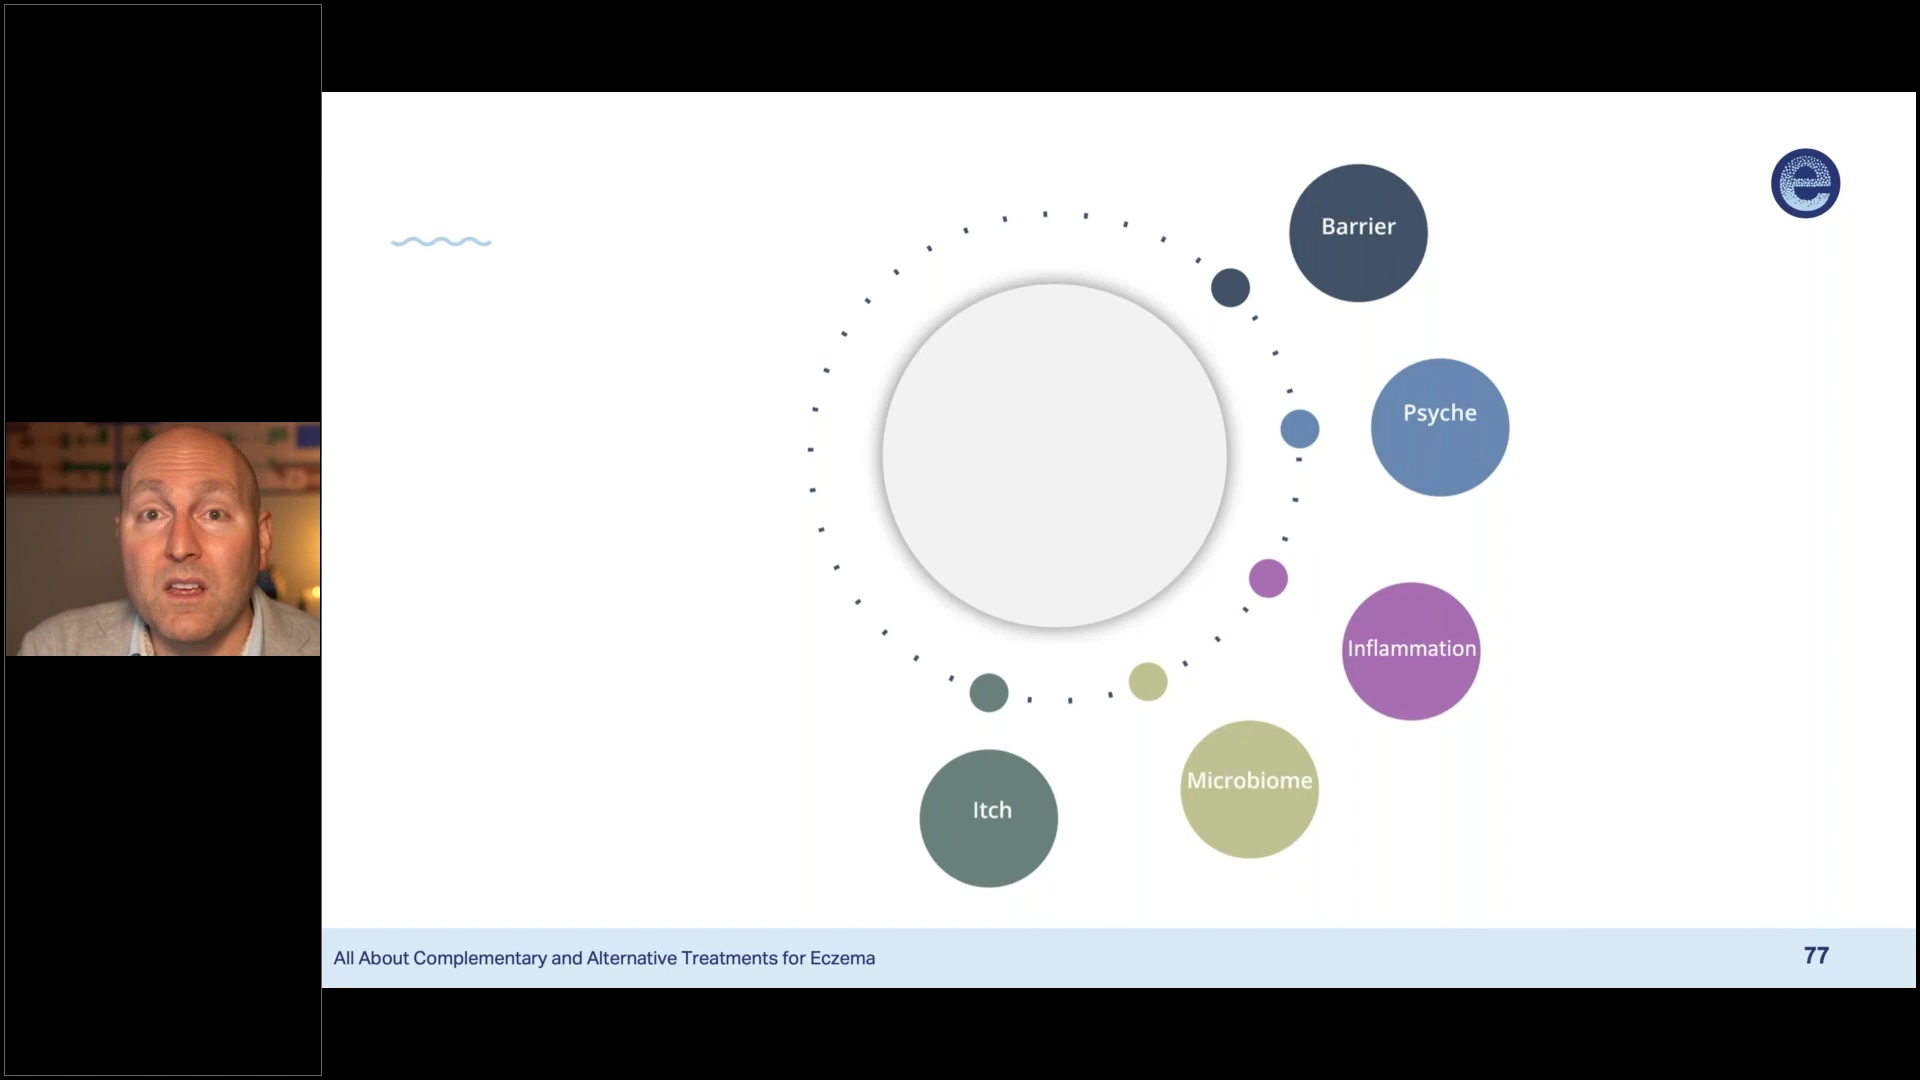 Barrier
Psyche
Inflammation
Microbiome
Itch
All About Complementary and Alternative Treatments for Eczema
77